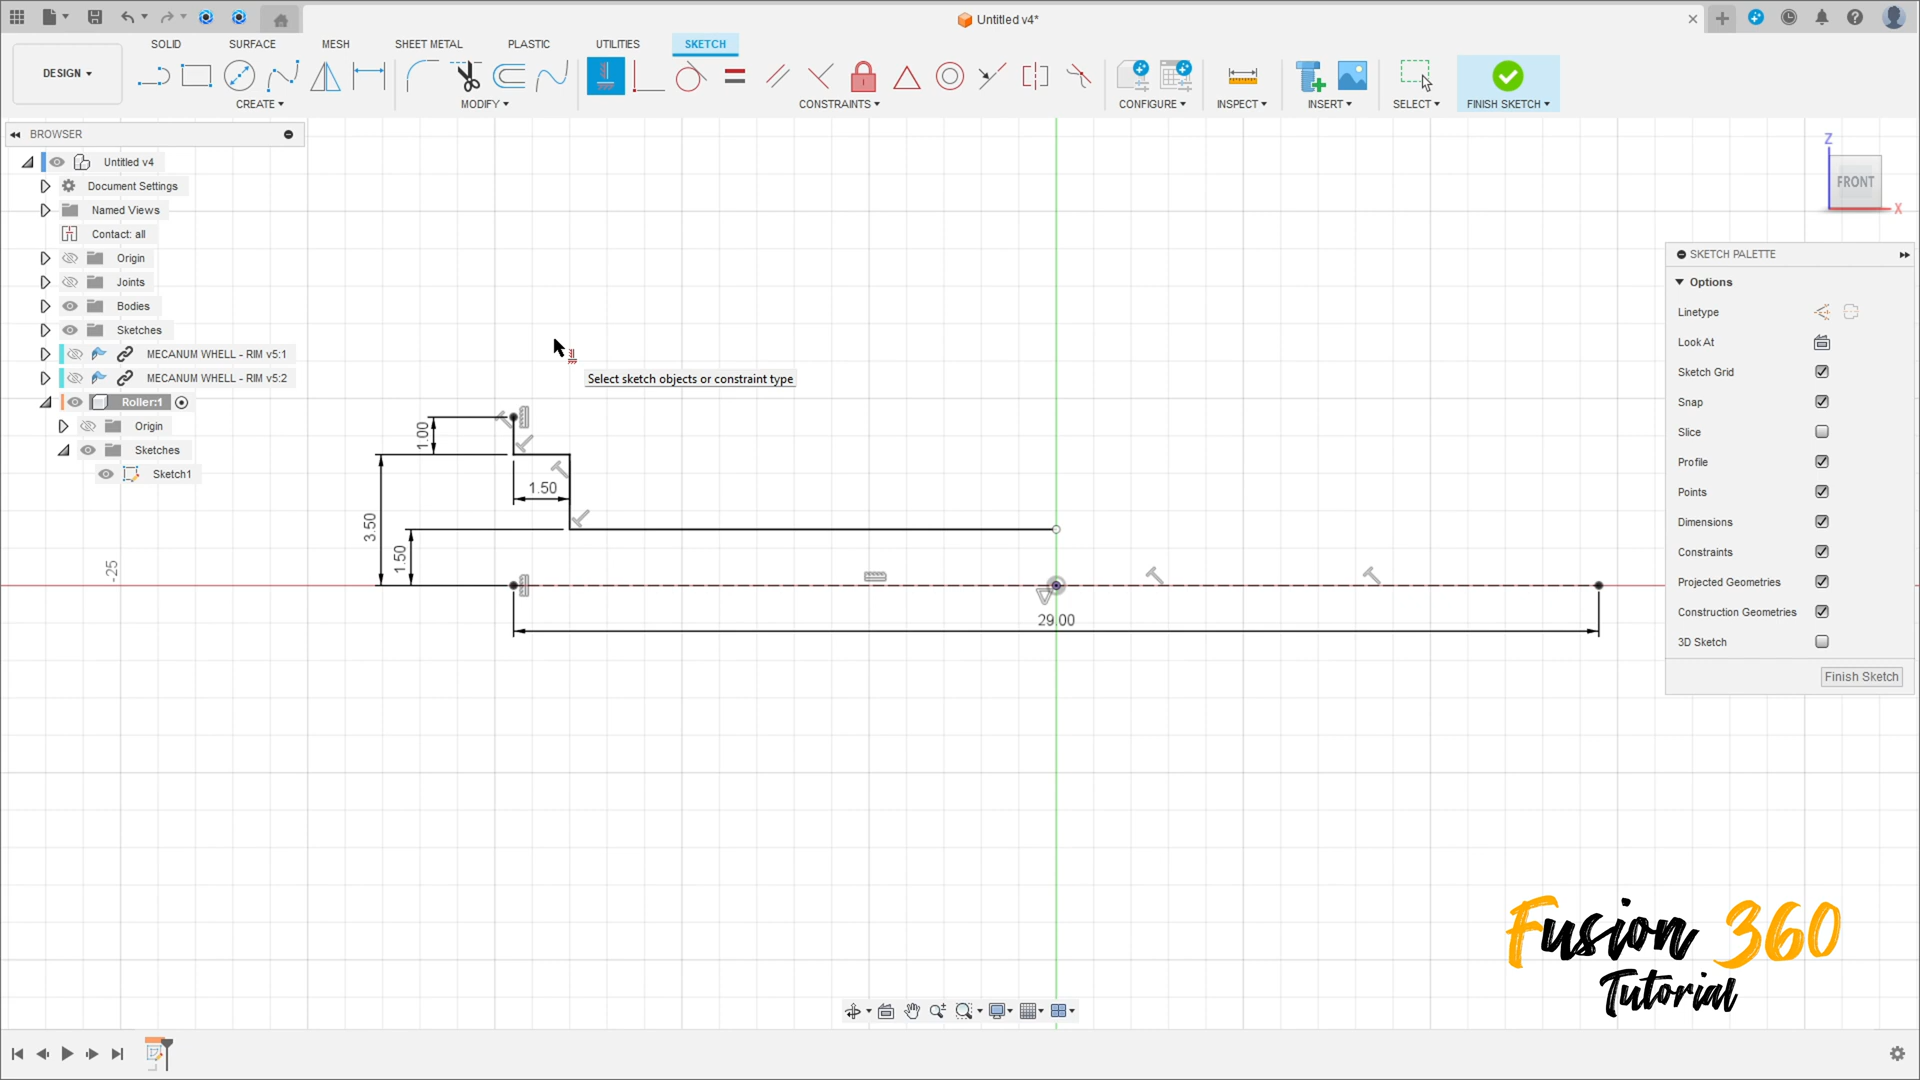 Untitled v4*
SOLID SURFACE MESH SHEET METAL PLASTIC UTILITIES SKETCH
DESIGN
CREATE MODIFY CONSTRAINTS CONFIGURE INSPECT INSERT SELECT FINISH SKETCH
BROWSER
Untitled v4
Document Settings
Named Views
Contact: all
Origin
Joints
Bodies
Sketches
MECANUM WHELL - RIM v5:1
MECANUM WHELL - RIM v5:2
Roller:1
Origin
Sketches
Sketch1
Select sketch objects or constraint type
1.00
1.50
3.50
1.50
-25
29.00
Z
FRONT
X
SKETCH PALETTE
Options
Linetype
Look At
Sketch Grid
Snap
Slice
Profile
Points
Dimensions
Constraints
Projected Geometries
Construction Geometries
3D Sketch
Finish Sketch
Fusion 360
Tutorial